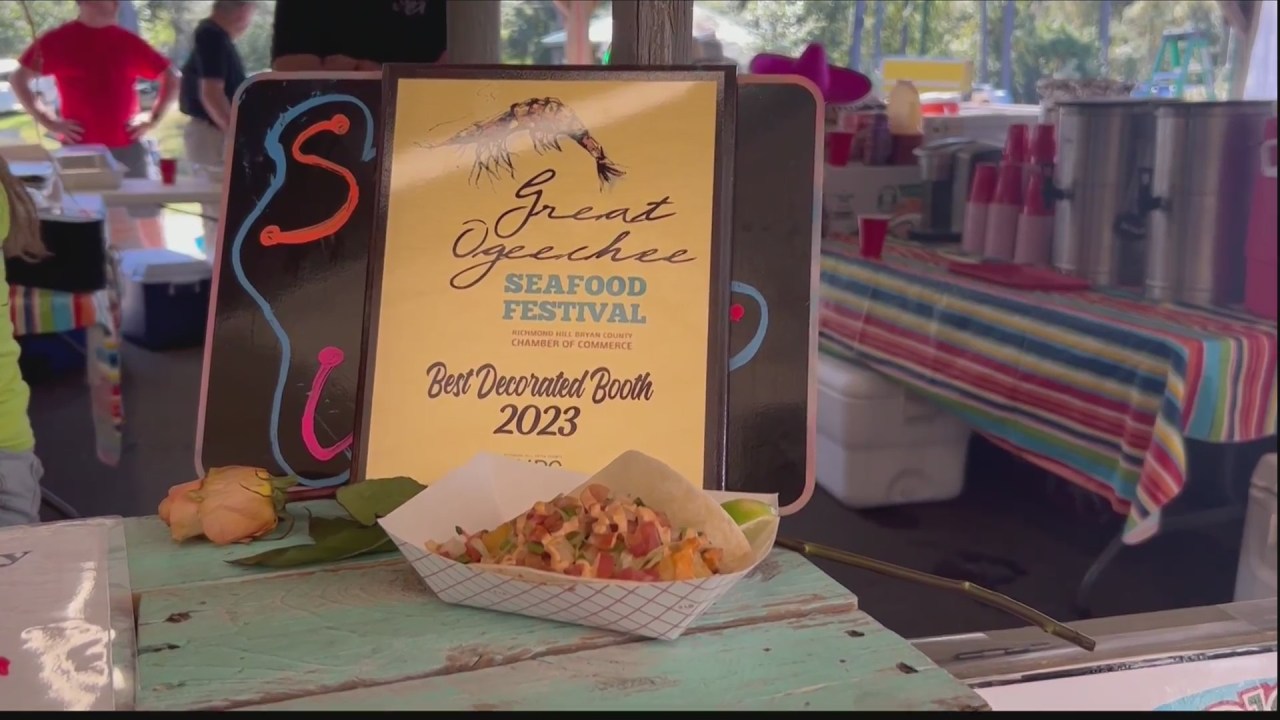 Great
Ogeechee
SEAFOOD
FESTIVAL
RICHMOND HILL BRYAN COUNTY
CHAMBER OF COMMERCE
Best Decorated Booth
2023